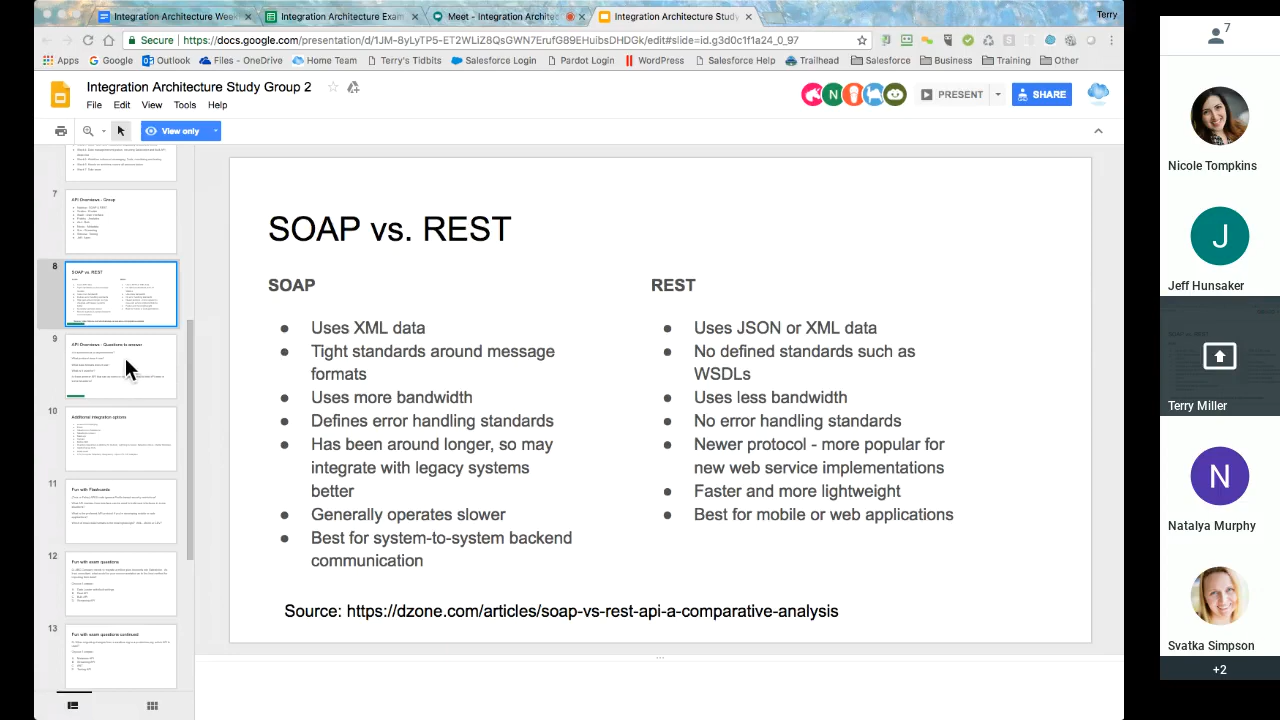 Integration Architecture Week
Integration Architecture Exam
Meet – Integration Architect
Integration Architecture Study
Terry
Secure
https://docs.google.com/presentation/d/1JM-9yLyTP5-ET2WLG8QsG9X7ErufG89EHuibsDHDGk/edit#slide=id.g3d0cf1a24_0_97
Apps
Google
Outlook
Files - OneDrive
Home Team
Terry's Tidbits
Salesforce Login
Pardot Login
WordPress
Salesforce Help
Trailhead
Salesforce
Business
Training
Other
Integration Architecture Study Group 2
File Edit View Tools Help
PRESENT
SHARE
View only
7
API Overviews - Group
8
SOAP vs. REST
9
API Overviews - Questions to answer
10
Additional integration options
11
Fun with Flashcards
12
Fun with exam questions
13
Fun with exam questions continued
SOAP vs. REST
SOAP
● Uses XML data
● Tight standards around message
formats
● Uses more bandwidth
● Defined error handling standards
● Has been around longer, so may
integrate with legacy systems
better
● Generally operates slower
● Best for system-to-system backend
communication
REST
● Uses JSON or XML data
● No defined standards such as
WSDLs
● Uses less bandwidth
● No error handling standards
● Newer protocol - more popular for
new web service implementations
● Faster and more lightweight
● Best for mobile or web applications
Source: https://dzone.com/articles/soap-vs-rest-api-a-comparative-analysis
7
Nicole Tompkins
J
Jeff Hunsaker
Terry Miller
N
Natalya Murphy
Svatka Simpson
+2